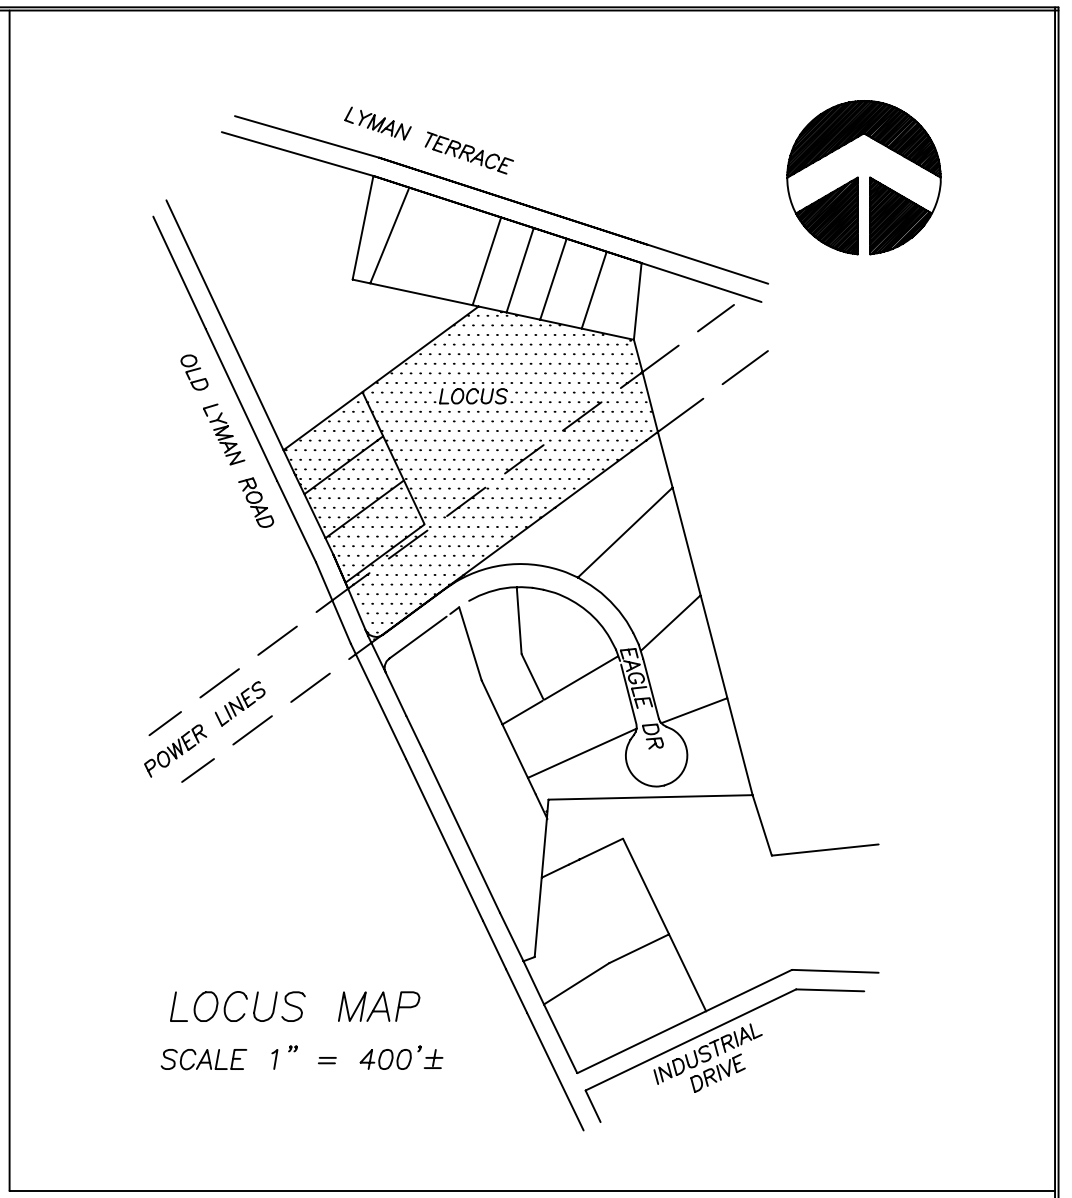 LYMAN TERRACE
OLD LYMAN ROAD
LOCUS
POWER LINES
EAGLE DR
LOCUS MAP
SCALE 1" = 400'±
INDUSTRIAL
DRIVE